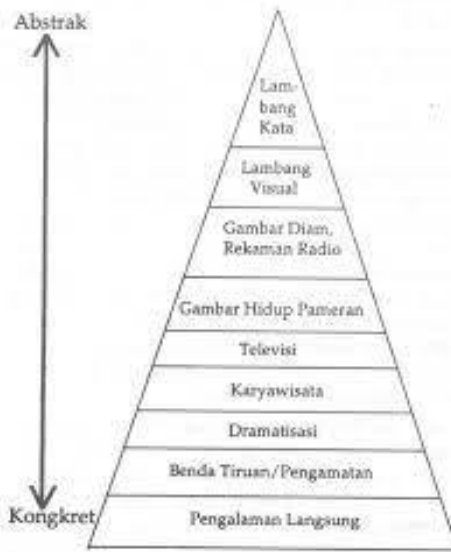 Abstrak
Lam-
bang
Kata
Lambang
Visual
Gambar Diam,
Rekaman Radio
Gambar Hidup Pameran
Televisi
Karyawisata
Dramatisasi
Benda Tiruan/Pengamatan
Kongkret
Pengalaman Langsung